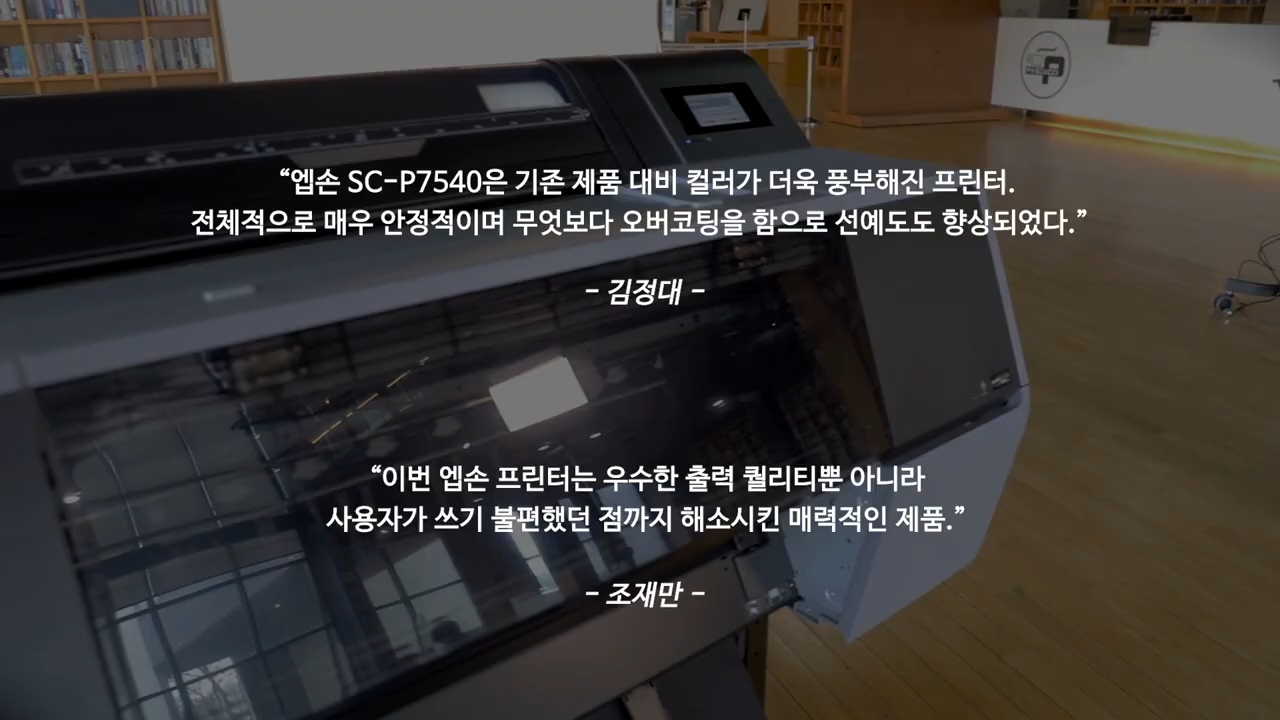 “엡손 SC-P7540은 기존 제품 대비 컬러가 더욱 풍부해진 프린터.
전체적으로 매우 안정적이며 무엇보다 오버코팅을 함으로 선예도도 향상되었다.”
- 김정대 -
“이번 엡손 프린터는 우수한 출력 퀄리티뿐 아니라
사용자가 쓰기 불편했던 점까지 해소시킨 매력적인 제품.”
- 조재만 -